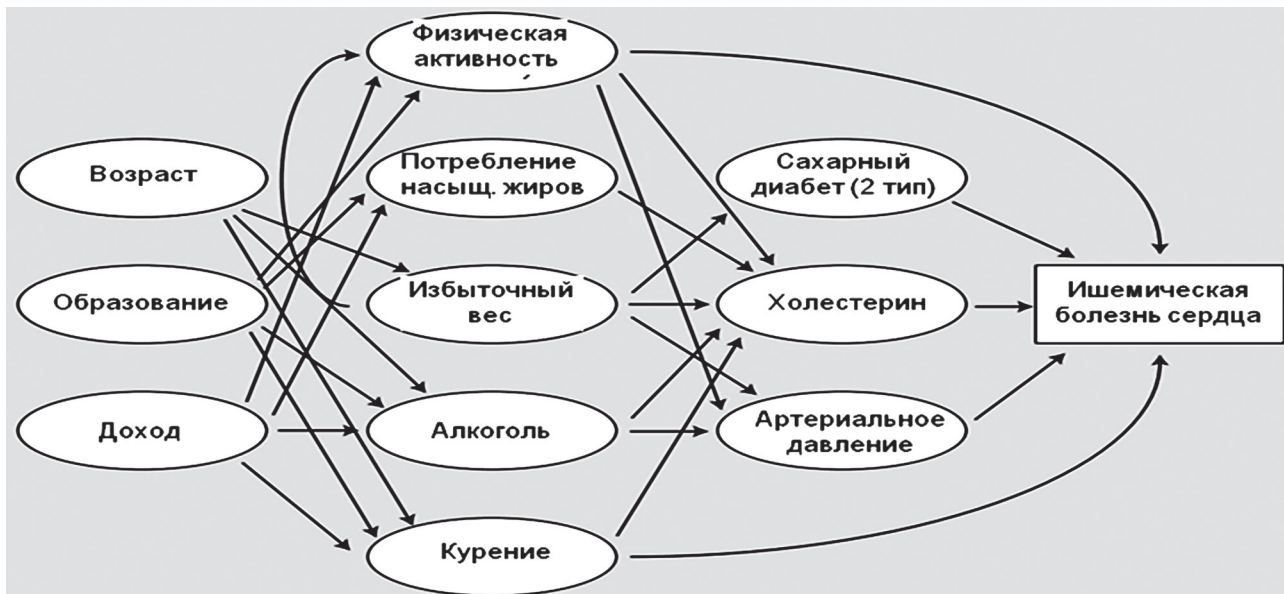 Физическая
активность
Возраст
Потребление
насыщ. жиров
Сахарный
диабет (2 тип)
Образование
Избыточный
вес
Холестерин
Ишемическая
болезнь сердца
Доход
Алкоголь
Артериальное
давление
Курение